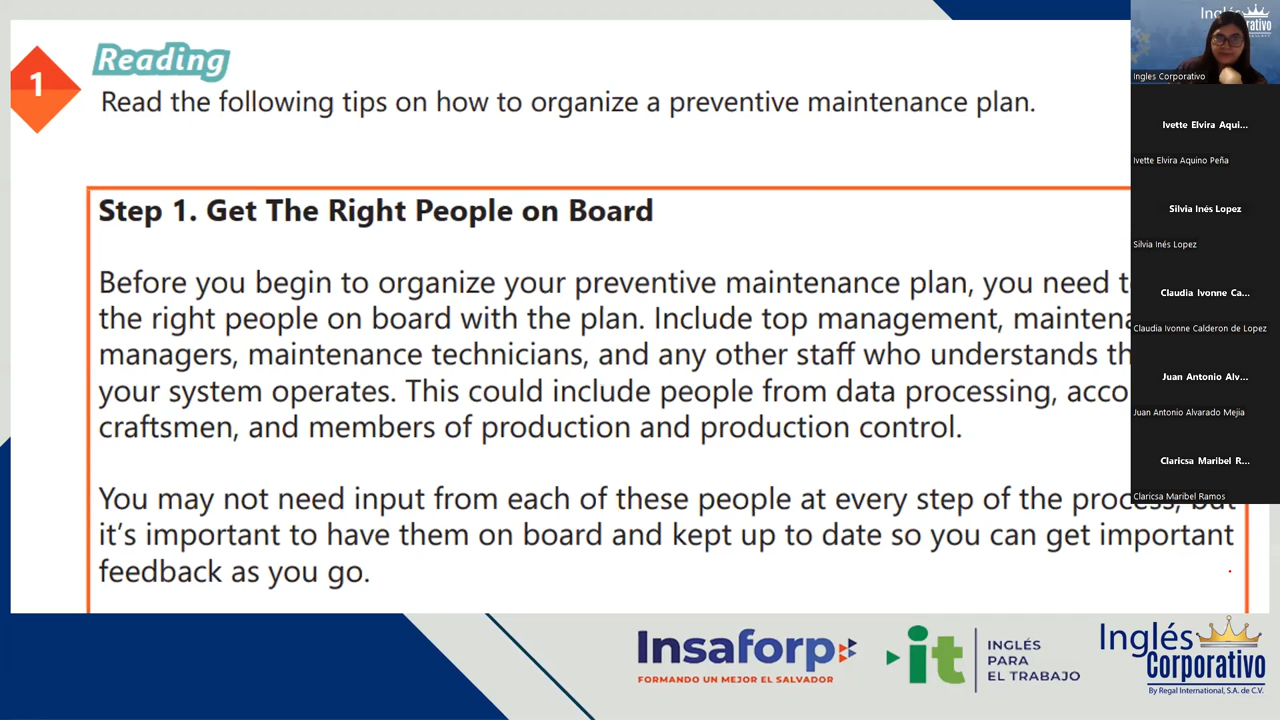 1
Reading
Read the following tips on how to organize a preventive maintenance plan.
Step 1. Get The Right People on Board
Before you begin to organize your preventive maintenance plan, you need
the right people on board with the plan. Include top management,
managers, maintenance technicians, and any other staff who understands
your system operates. This could include people from data processing,
craftsmen, and members of production and production control.
You may not need input from each of these people at every step of the process, but
it's important to have them on board and kept up to date so you can get important
feedback as you go.
Inglés Corporativo
Ivette Elvira Aqui...
Ivette Elvira Aquino Peña
Silvia Inés Lopez
Silvia Inés Lopez
Claudia Ivonne Ca...
Claudia Ivonne Calderon de Lopez
Juan Antonio Alv...
Juan Antonio Alvarado Mejia
Claricsa Maribel R...
Claricsa Maribel Ramos
Insaforp
FORMANDO UN MEJOR EL SALVADOR
it
INGLÉS
PARA
EL TRABAJO
Inglés
Corporativo
By Regal International, S.A. de C.V.